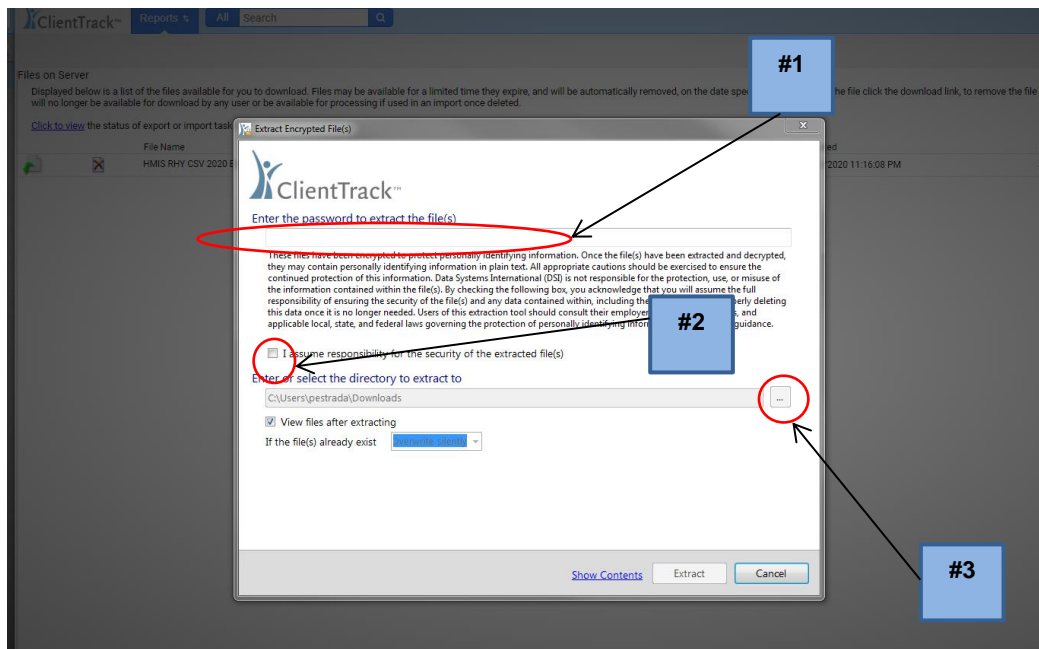 ClientTrack™ Reports All Search
#1
Files on Server
Displayed below is a list of the files available for you to download. Files may be available for a limited time they expire, and will be automatically removed, on the date spe he file click the download link, to remove the file
will no longer be available for download by any user or be available for processing if used in an import once deleted.
Click to view the status of export or import task
Extract Encrypted File(s)
File Name ed
HMIS RHY CSV 2020 E 2020 11:16:08 PM
ClientTrack™
Enter the password to extract the file(s)
These files have been encrypted to protect personally identifying information. Once the file(s) have been extracted and decrypted,
they may contain personally identifying information in plain text. All appropriate cautions should be exercised to ensure the
continued protection of this information. Data Systems International (DSI) is not responsible for the protection, use, or misuse of
the information contained within the file(s). By checking the following box, you acknowledge that you will assume the full
responsibility of ensuring the security of the file(s) and any data contained within, including the erly deleting
this data once it is no longer needed. Users of this extraction tool should consult their employer s, and
applicable local, state, and federal laws governing the protection of personally identifying infor guidance.
#2
I assume responsibility for the security of the extracted file(s)
Enter or select the directory to extract to
C:\Users\pestrada\Downloads ...
View files after extracting
If the file(s) already exist Overwrite silently
Show Contents Extract Cancel
#3